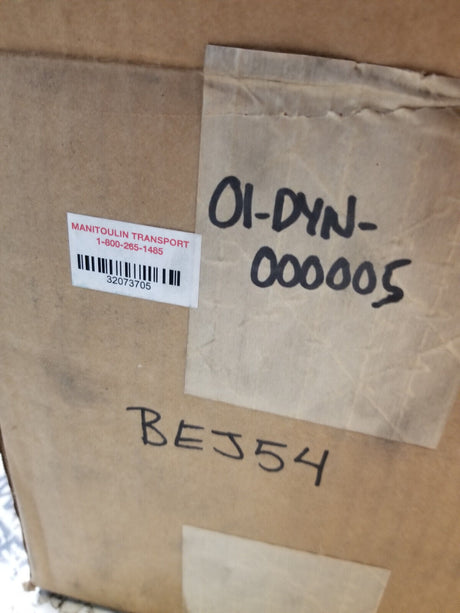 MANITOULIN TRANSPORT
1-800-265-1485
32073705
01-DYN-
000005
BEJ54